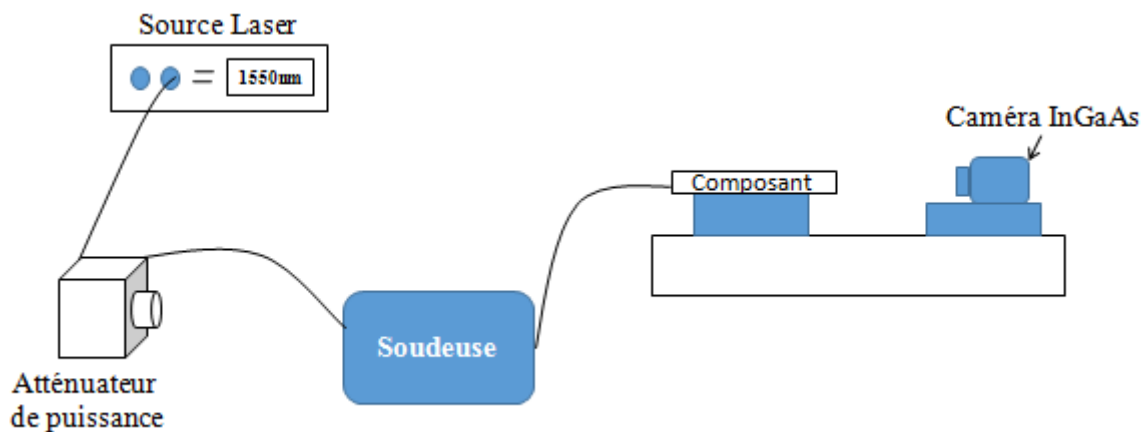 Source Laser
1550nm
Caméra InGaAs
Composant
Soudeuse
Atténuateur
de puissance